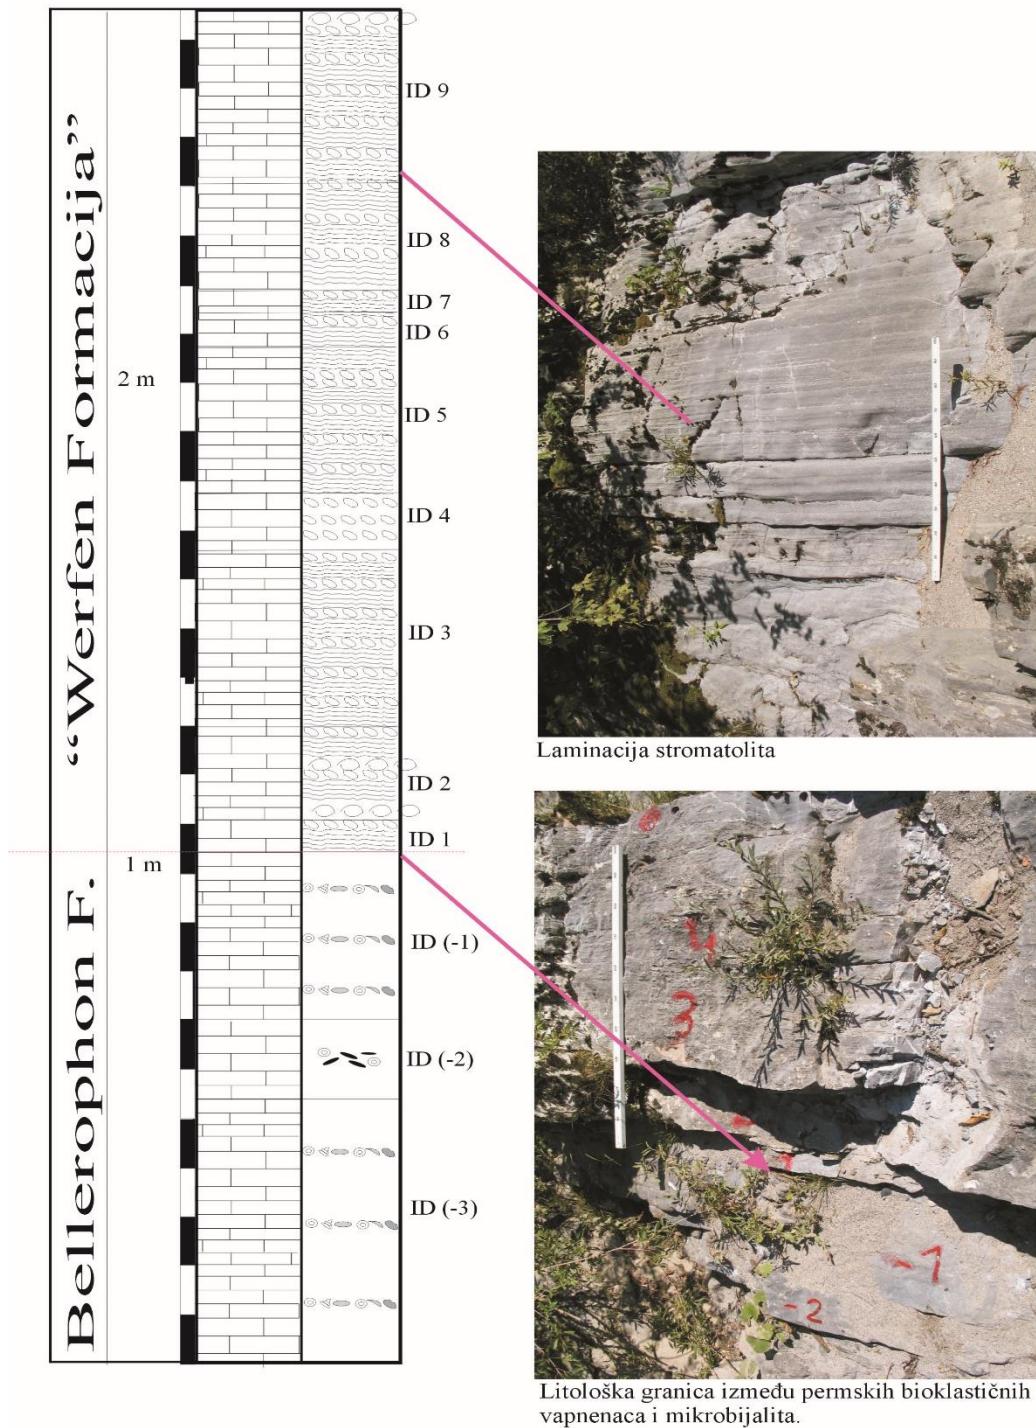 “Werfen Formacija”
Bellerophon F.
2 m
1 m
ID 9
ID 8
ID 7
ID 6
ID 5
ID 4
ID 3
ID 2
ID 1
ID (-1)
ID (-2)
ID (-3)
Laminacija stromatolita
4
3
1
-1
-2
Litološka granica između permskih bioklastičnih
vapnenaca i mikrobijalita.